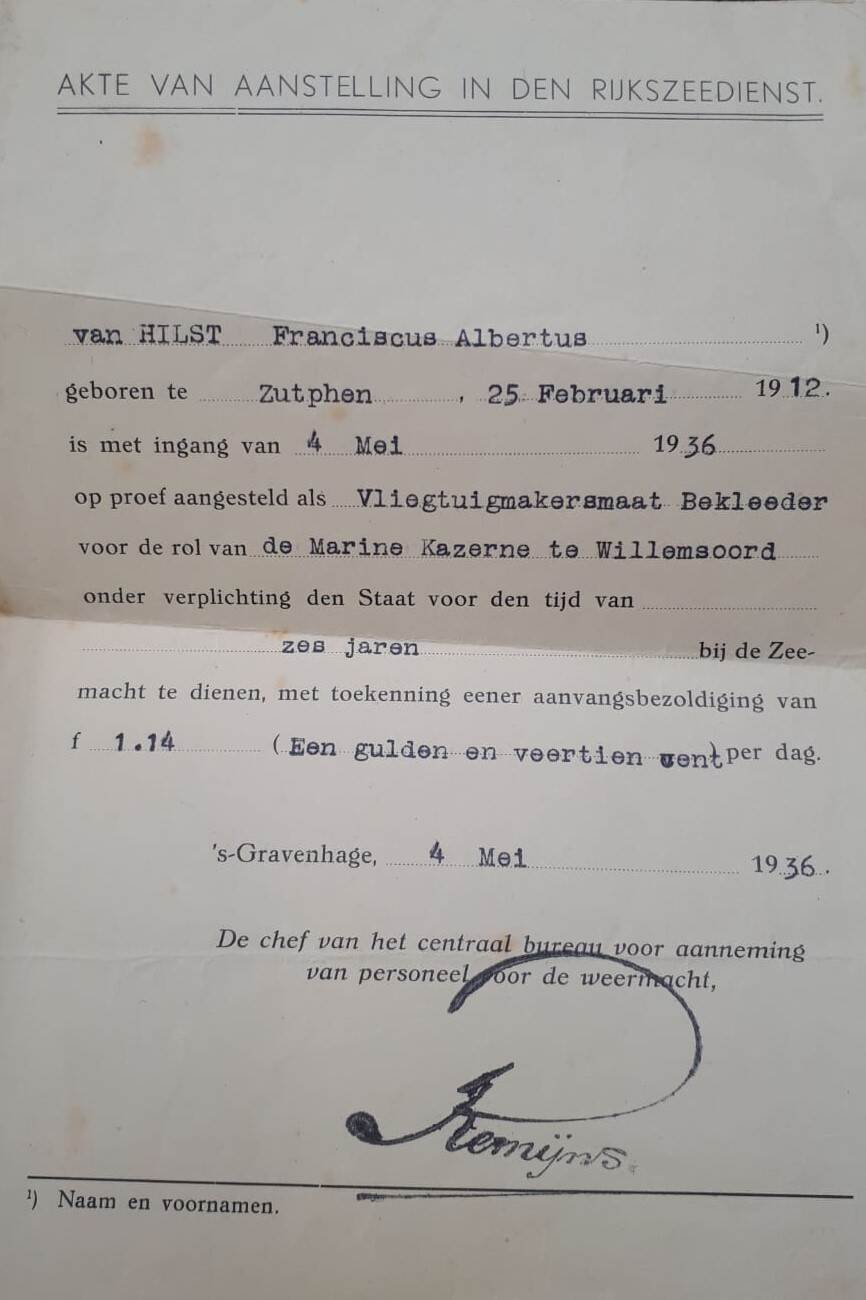 AKTE VAN AANSTELLING IN DEN RIJKSZEEDIENST.
van HILST Franciscus Albertus ¹)
geboren te Zutphen, 25 Februari 1912.
is met ingang van 4 Mei 1936
op proef aangesteld als Vliegtuigmakersmaat Bekleeder
voor de rol van de Marine Kazerne te Willemsoord
onder verplichting den Staat voor den tijd van
zes jaren bij de Zee-
macht te dienen, met toekenning eener aanvangsbezoldiging van
f 1.14 (Een gulden en veertien cent) per dag.
's-Gravenhage, 4 Mei 1936.
De chef van het centraal bureau voor aanneming
van personeel voor de weermacht,
¹) Naam en voornamen.